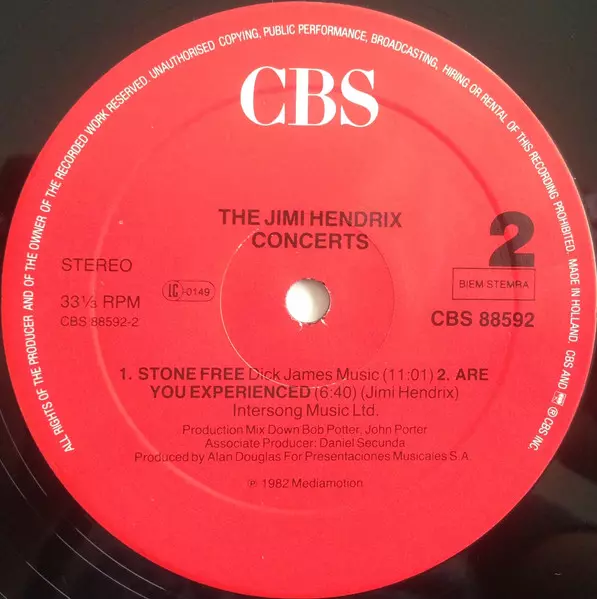 ALL RIGHTS OF THE PRODUCER AND OF THE OWNER OF THE RECORDED WORK RESERVED. UNAUTHORISED COPYING, PUBLIC PERFORMANCE, BROADCASTING, HIRING OR RENTAL OF THIS RECORDING PROHIBITED. MADE IN HOLLAND. CBS AND ℗ CBS INC.
CBS
THE JIMI HENDRIX
CONCERTS
2
STEREO
LC 0149
BIEM STEMRA
33⅓ RPM
CBS 88592-2
CBS 88592
1. STONE FREE Dick James Music (11:01) 2. ARE
YOU EXPERIENCED (6:40) (Jimi Hendrix)
Intersong Music Ltd.
Production Mix Down Bob Potter, John Porter
Associate Producer: Daniel Secunda
Produced by Alan Douglas For Presentaciones Musicales S.A.
℗ 1982 Mediamotion